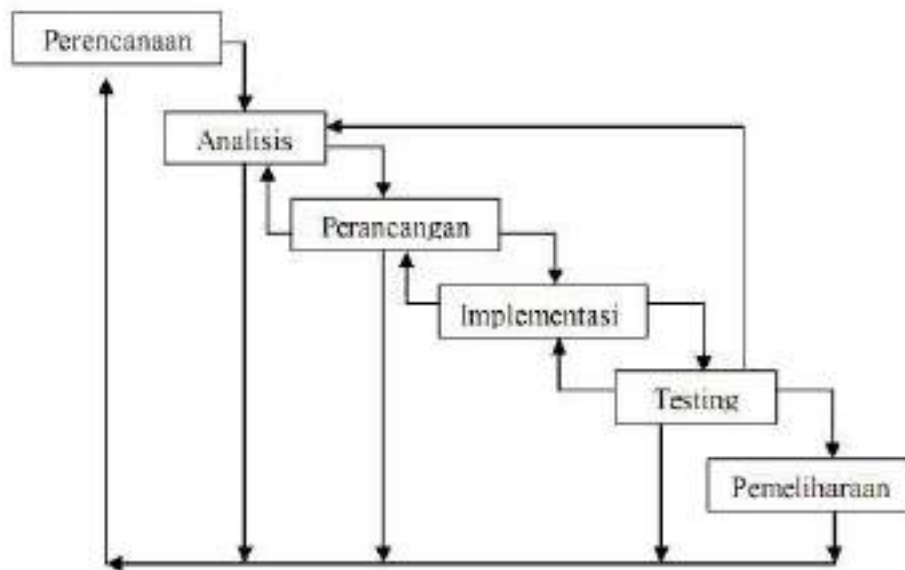 Perencanaan
Analisis
Perancangan
Implementasi
Testing
Pemeliharaan